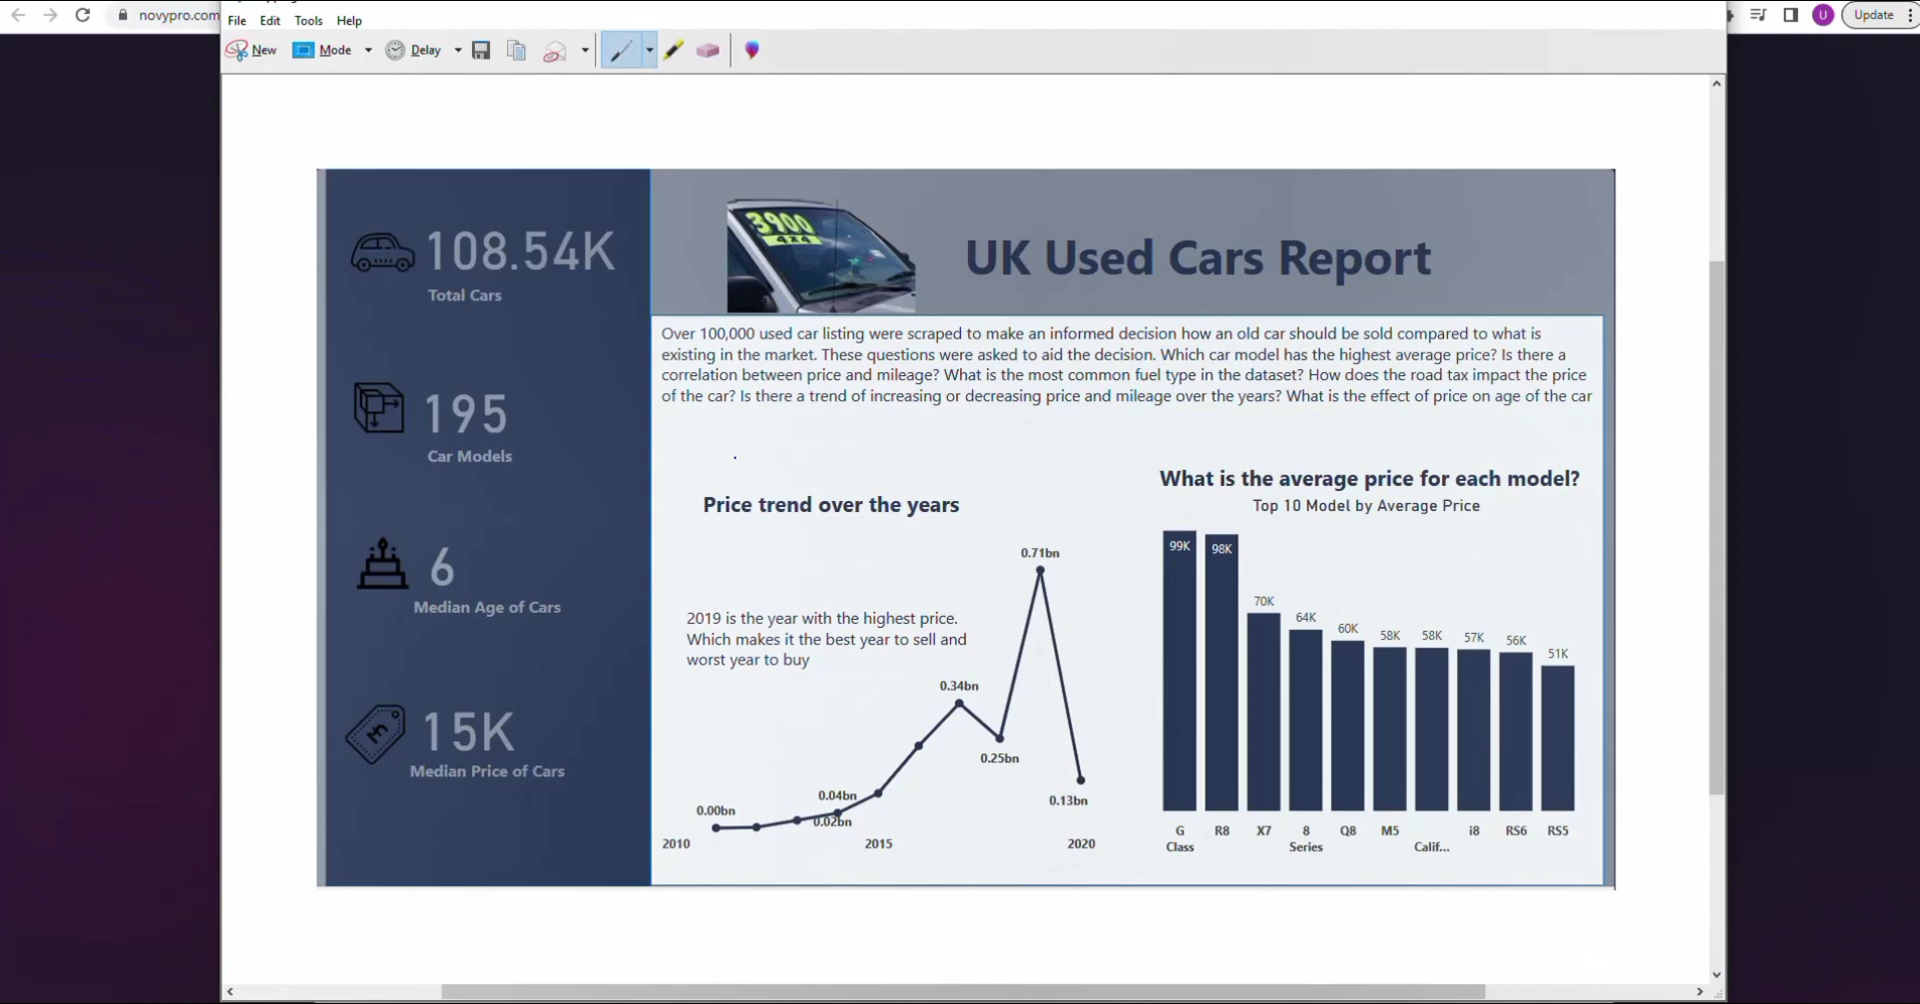 novypro.com
Update
U
File Edit Tools Help
New Mode Delay
108.54K
Total Cars
195
Car Models
6
Median Age of Cars
15K
Median Price of Cars
3900
4x4
UK Used Cars Report
Over 100,000 used car listing were scraped to make an informed decision how an old car should be sold compared to what is
existing in the market. These questions were asked to aid the decision. Which car model has the highest average price? Is there a
correlation between price and mileage? What is the most common fuel type in the dataset? How does the road tax impact the price
of the car? Is there a trend of increasing or decreasing price and mileage over the years? What is the effect of price on age of the car
Price trend over the years
2019 is the year with the highest price.
Which makes it the best year to sell and
worst year to buy
0.71bn
0.34bn
0.25bn
0.04bn
0.13bn
0.00bn
0.02bn
2010 2015 2020
What is the average price for each model?
Top 10 Model by Average Price
99K 98K 70K 64K 60K 58K 58K 57K 56K 51K
G R8 X7 8 Q8 M5 i8 RS6 RS5
Class Series Calif...